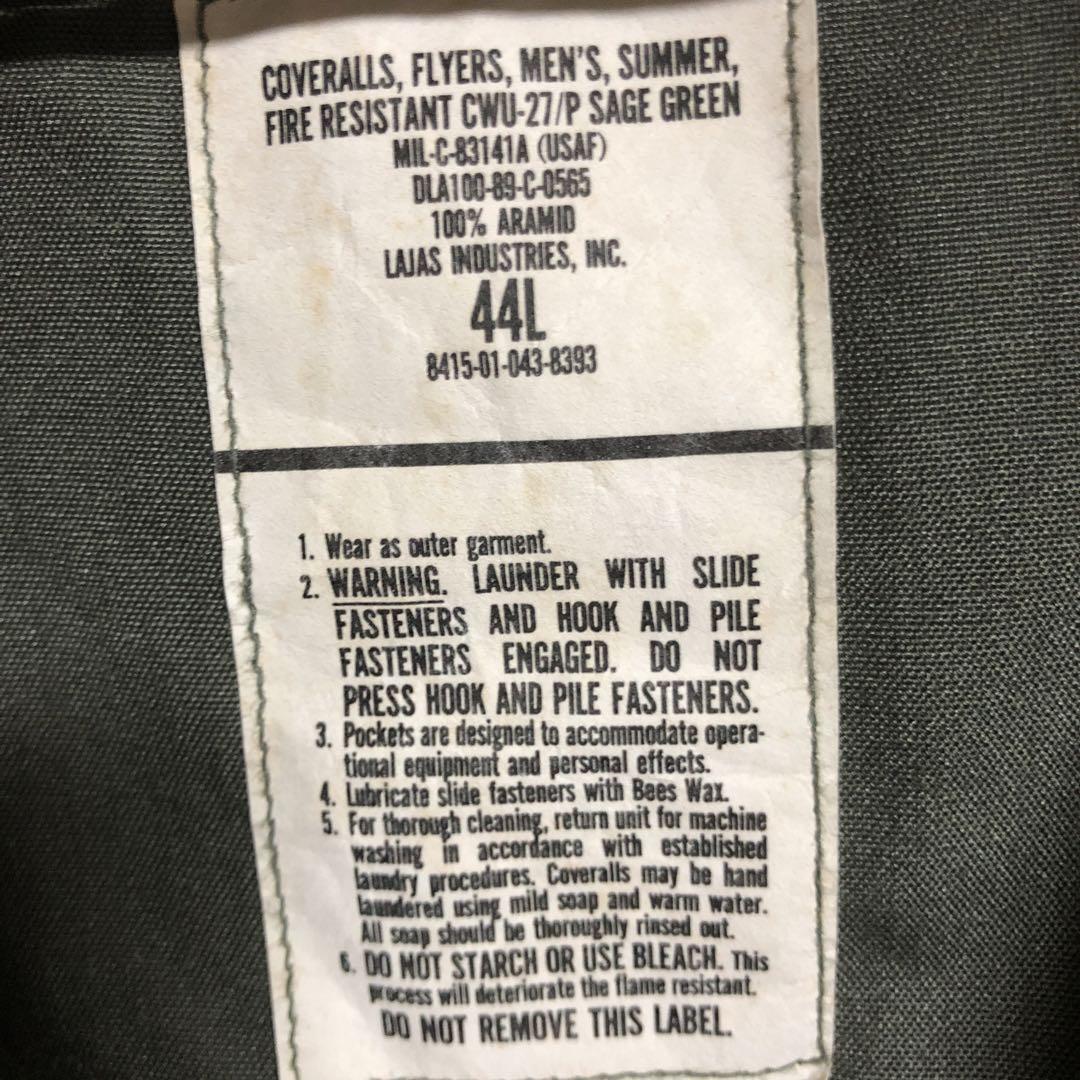 COVERALLS, FLYERS, MEN'S, SUMMER,
FIRE RESISTANT CWU-27/P SAGE GREEN
MIL-C-83141A (USAF)
DLA100-89-C-0565
100% ARAMID
LAJAS INDUSTRIES, INC.
44L
8415-01-043-8393
1. Wear as outer garment.
2. WARNING. LAUNDER WITH SLIDE
FASTENERS AND HOOK AND PILE
FASTENERS ENGAGED. DO NOT
PRESS HOOK AND PILE FASTENERS.
3. Pockets are designed to accommodate opera-
tional equipment and personal effects.
4. Lubricate slide fasteners with Bees Wax.
5. For thorough cleaning, return unit for machine
washing in accordance with established
laundry procedures. Coveralls may be hand
laundered using mild soap and warm water.
All soap should be thoroughly rinsed out.
6. DO NOT STARCH OR USE BLEACH. This
process will deteriorate the flame resistant.
DO NOT REMOVE THIS LABEL.